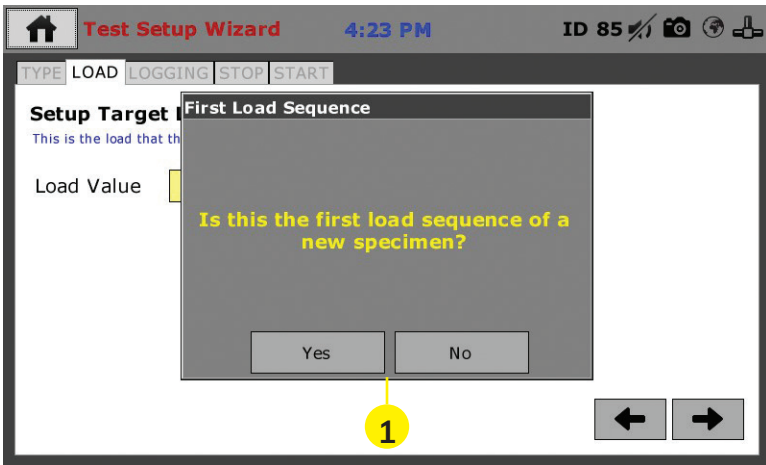 Test Setup Wizard 4:23 PM ID 85
TYPE LOAD LOGGING STOP START
First Load Sequence
Setup Target
This is the load that th
Load Value
Is this the first load sequence of a
new specimen?
Yes No
1